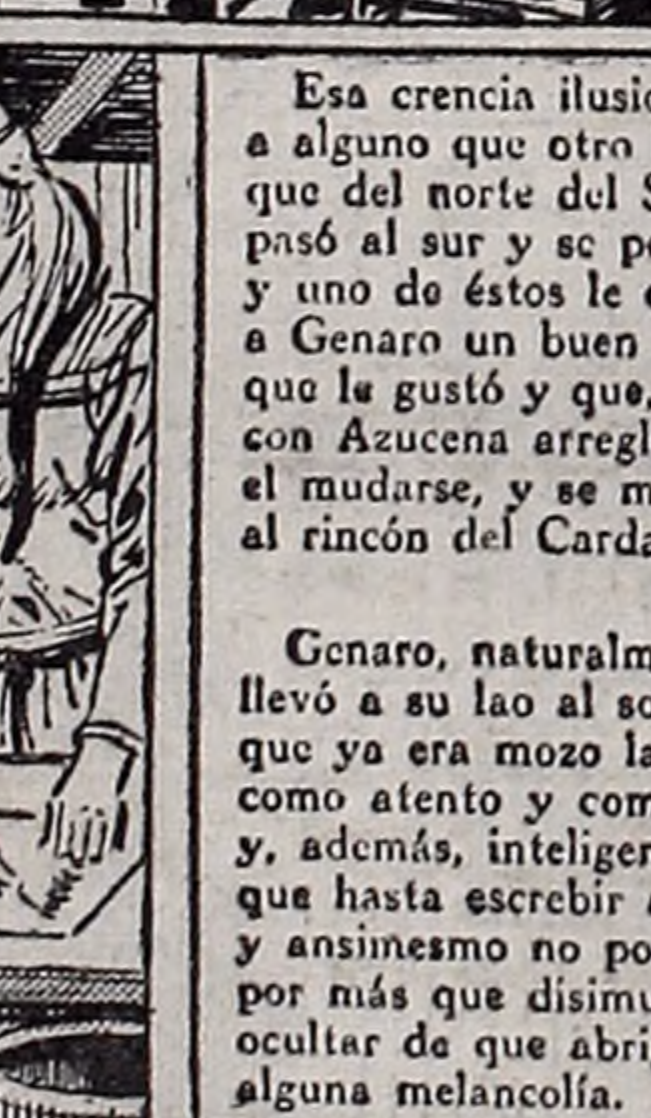 Esa crencia ilusio
a alguno que otro
que del norte del S
pasó al sur y se po
y uno de éstos le
a Genaro un buen
que le gustó y que,
con Azucena arregl
el mudarse, y se m
al rincón del Carda
Genaro, naturalm
llevó a su lao al so
que ya era mozo la
como atento y com
y, además, inteligen
que hasta escrebir
y ansimesmo no po
por más que disimu
ocultar de que abri
alguna melancolía.